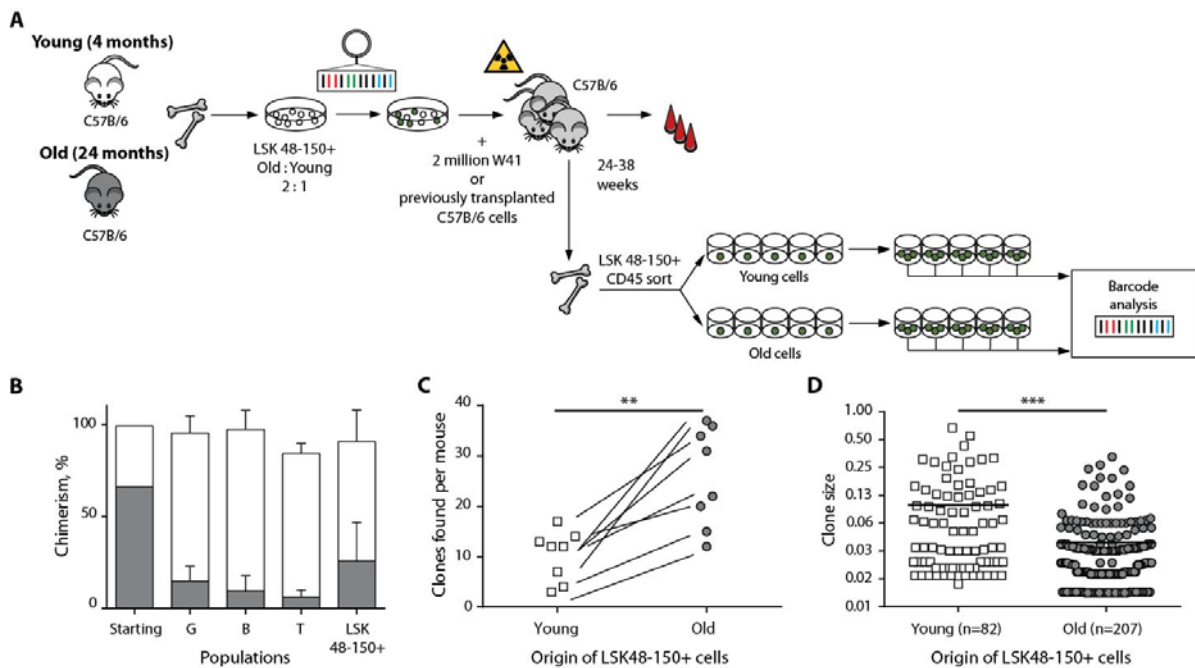 A
Young (4 months)
C57B/6
Old (24 months)
C57B/6
LSK 48-150+
Old : Young
2 : 1
+
2 million W41
or
previously transplanted
C57B/6 cells
C57B/6
24-38
weeks
LSK 48-150+
CD45 sort
Young cells
Old cells
Barcode
analysis
B
Chimerism, %
100
50
0
Starting
G
B
T
LSK
48-150+
Populations
C
**
Clones found per mouse
40
30
20
10
0
Young
Old
Origin of LSK48-150+ cells
D
***
Clone size
1.00
0.50
0.25
0.13
0.06
0.03
0.02
0.01
Young (n=82)
Old (n=207)
Origin of LSK48-150+ cells